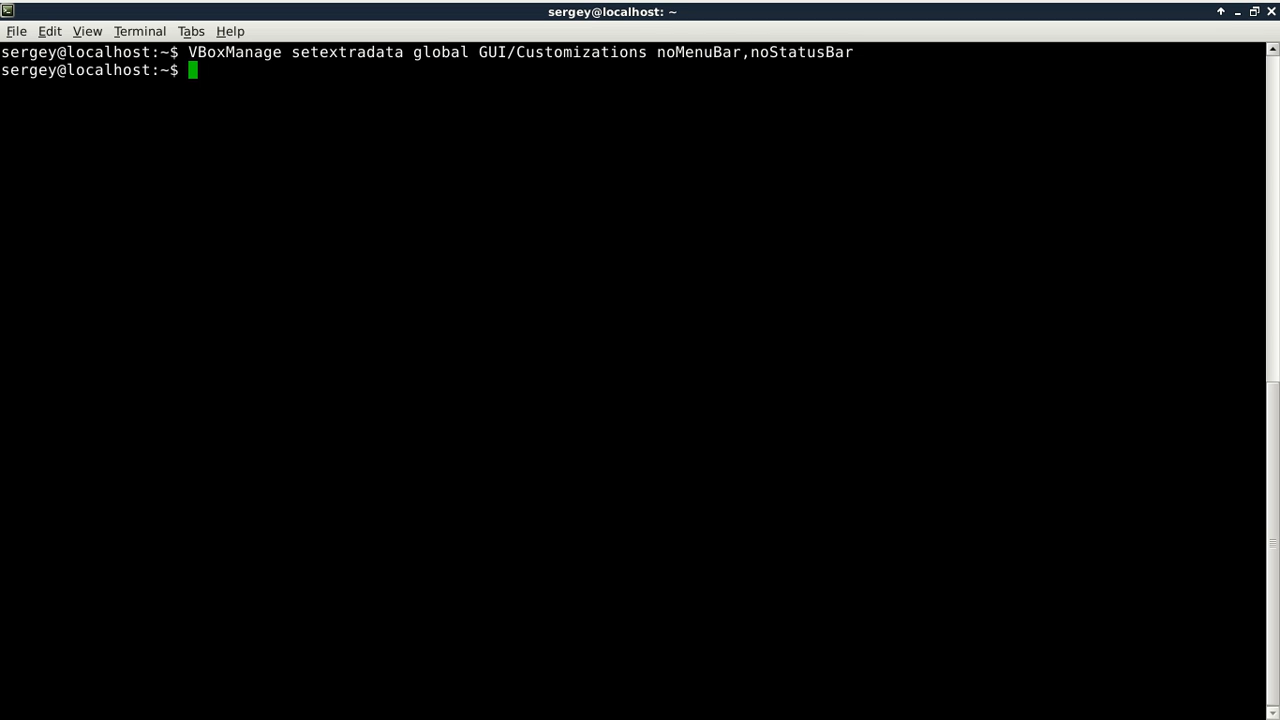 sergey@localhost: ~
File Edit View Terminal Tabs Help
sergey@localhost:~$ VBoxManage setextradata global GUI/Customizations noMenuBar,noStatusBar
sergey@localhost:~$